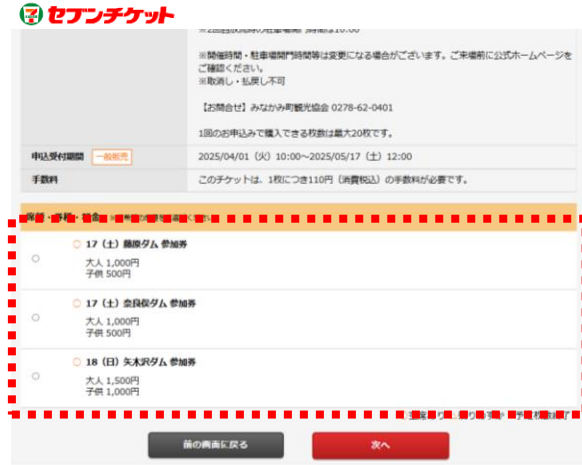 セブンチケット
※開催時間・駐車場開門時間等は変更になる場合がございます。ご来場前に公式ホームページを
ご確認ください。
※取消し・払戻し不可
【お問合せ】みなかみ町観光協会 0278-62-0401
1回のお申込みで購入できる枚数は最大20枚です。
申込受付期間 一般販売 2025/04/01（火）10:00～2025/05/17（土）12:00
手数料 このチケットは、1枚につき110円（消費税込）の手数料が必要です。
○ 17（土）藤原ダム 参加券
大人 1,000円
子供 500円
○ 17（土）奈良俣ダム 参加券
大人 1,000円
子供 500円
○ 18（日）矢木沢ダム 参加券
大人 1,500円
子供 1,000円
前の画面に戻る 次へ